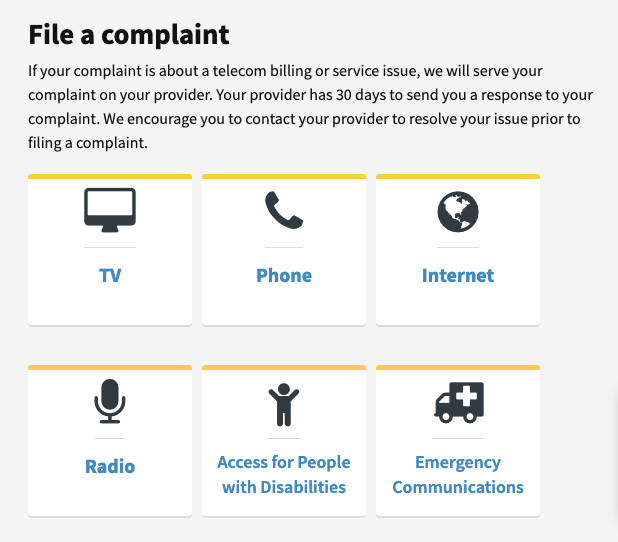 File a complaint
If your complaint is about a telecom billing or service issue, we will serve your
complaint on your provider. Your provider has 30 days to send you a response to your
complaint. We encourage you to contact your provider to resolve your issue prior to
filing a complaint.
TV
Phone
Internet
Radio
Access for People
with Disabilities
Emergency
Communications